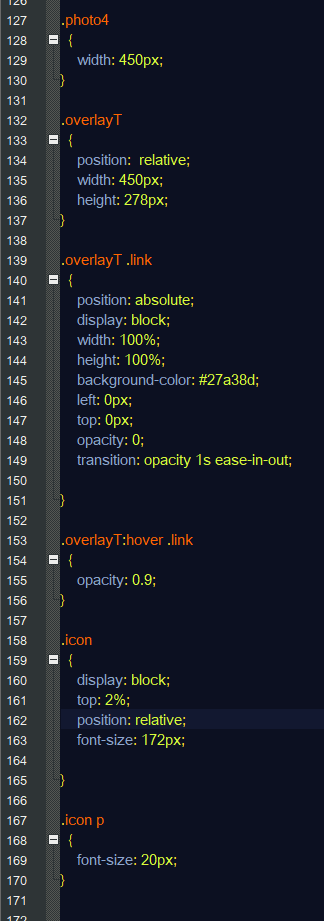 126
127 .photo4
128 {
129 width: 450px;
130 }
131
132 .overlayT
133 {
134 position:  relative;
135 width: 450px;
136 height: 278px;
137 }
138
139 .overlayT .link
140 {
141 position: absolute;
142 display: block;
143 width: 100%;
144 height: 100%;
145 background-color: #27a38d;
146 left: 0px;
147 top: 0px;
148 opacity: 0;
149 transition: opacity 1s ease-in-out;
150
151 }
152
153 .overlayT:hover .link
154 {
155 opacity: 0.9;
156 }
157
158 .icon
159 {
160 display: block;
161 top: 2%;
162 position: relative;
163 font-size: 172px;
164
165 }
166
167 .icon p
168 {
169 font-size: 20px;
170 }
171
172